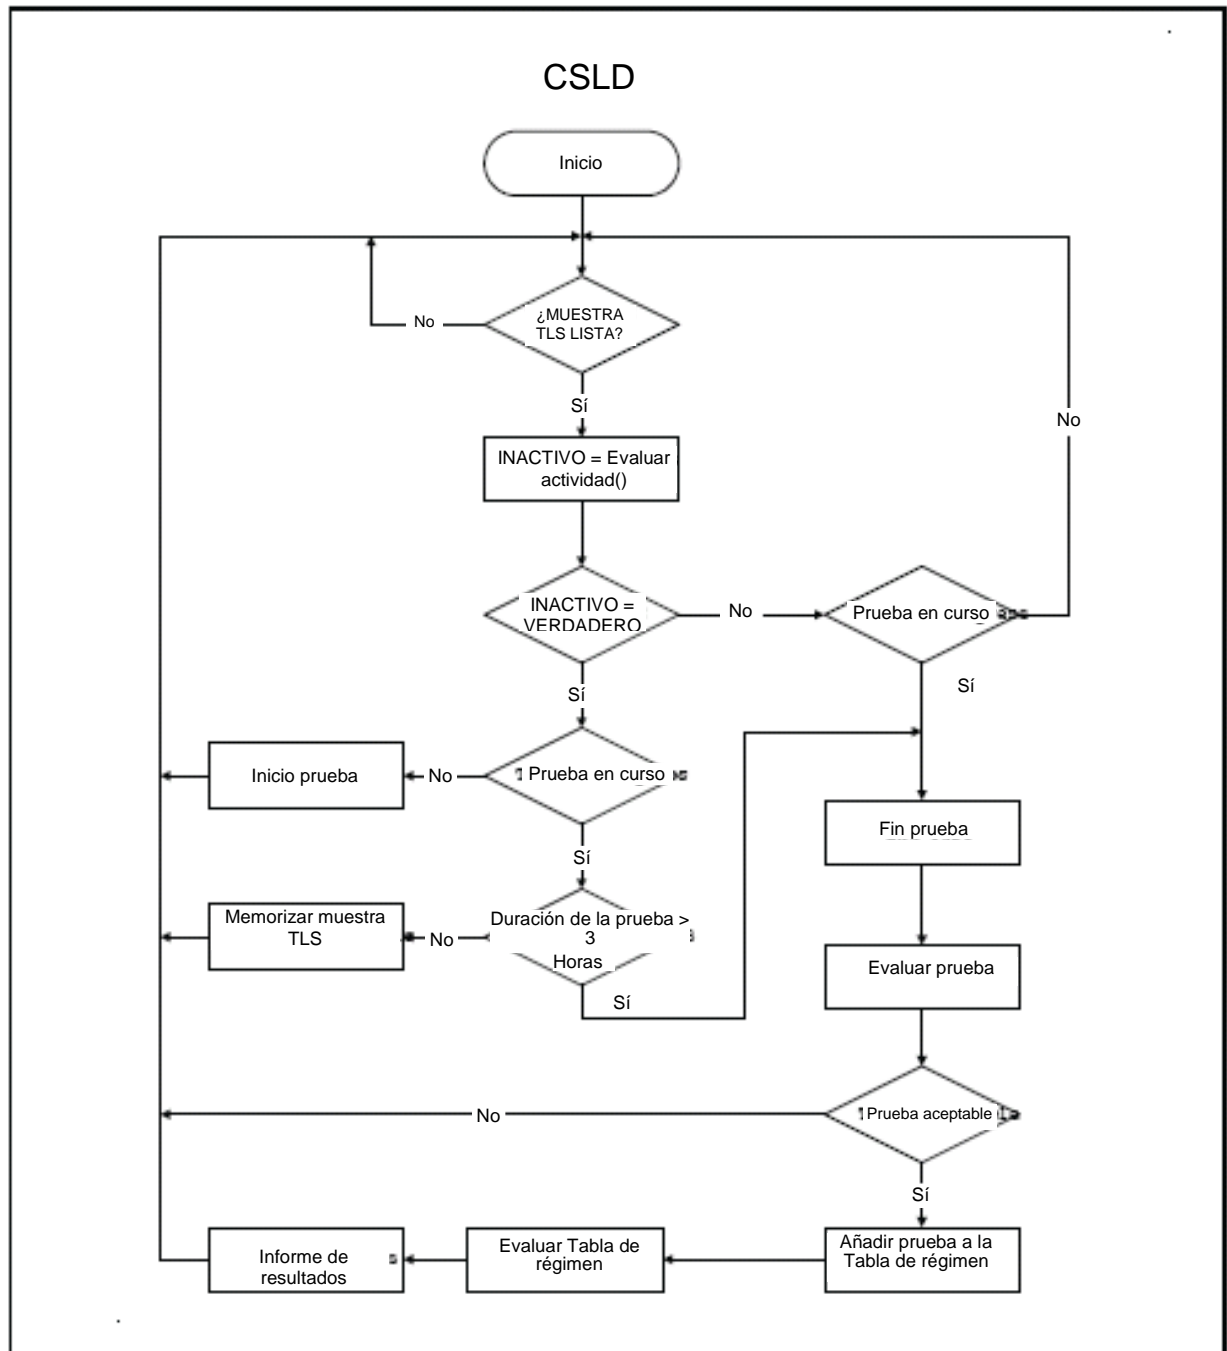 CSLD
Inicio
¿MUESTRA
TLS LISTA?
No
Sí
No
INACTIVO = Evaluar
actividad()
INACTIVO =
VERDADERO
No
Prueba en curso
Sí
Sí
Inicio prueba
No
Prueba en curso
Fin prueba
Sí
Memorizar muestra
TLS
No
Duración de la prueba >
3
Horas
Sí
Evaluar prueba
No
Prueba aceptable
Sí
Informe de
resultados
Evaluar Tabla de
régimen
Añadir prueba a la
Tabla de régimen